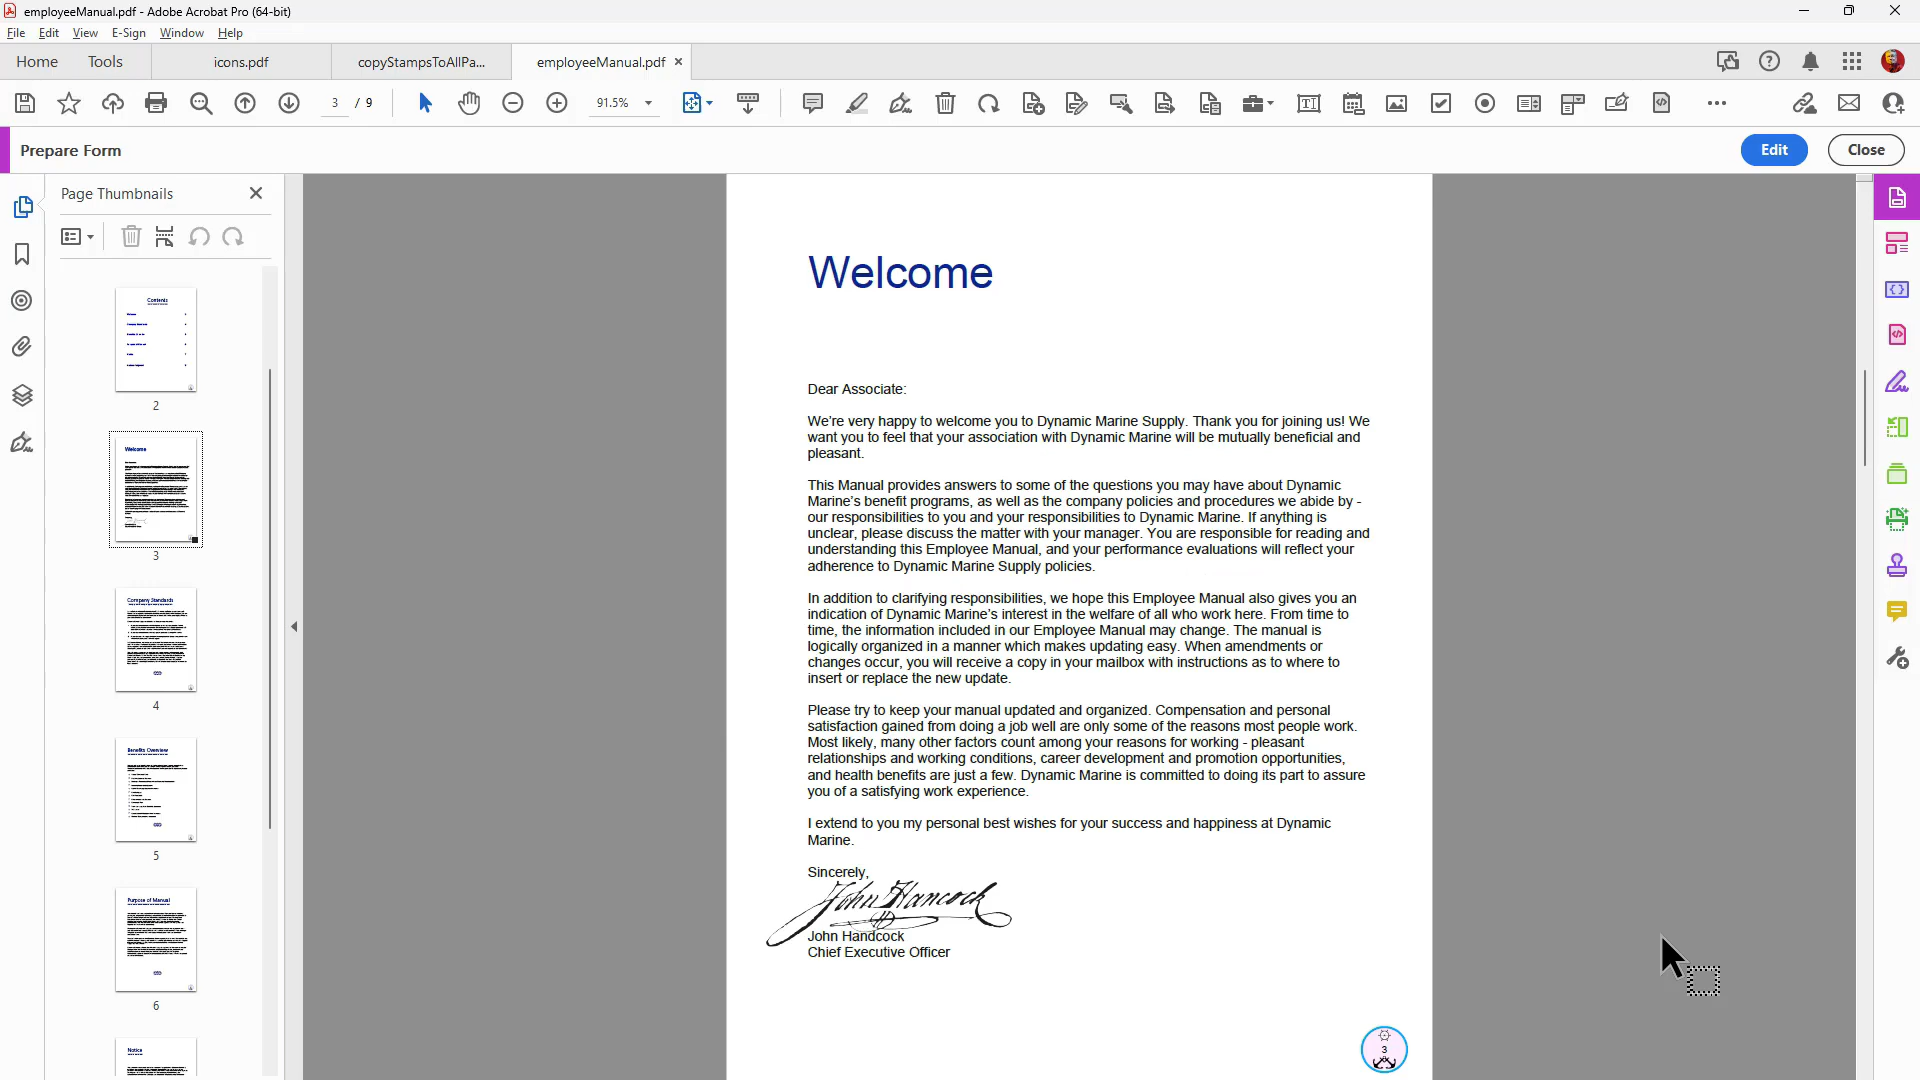 employeeManual.pdf - Adobe Acrobat Pro (64-bit)
File Edit View E-Sign Window Help
Home Tools icons.pdf copyStampsToAllPa... employeeManual.pdf
3 / 9 91.5%
Prepare Form Edit Close
Page Thumbnails
Contents
2
Welcome
3
Company Standards
4
Benefits Overview
5
Purpose of Manual
6
Notice
Welcome
Dear Associate:
We're very happy to welcome you to Dynamic Marine Supply. Thank you for joining us! We
want you to feel that your association with Dynamic Marine will be mutually beneficial and
pleasant.
This Manual provides answers to some of the questions you may have about Dynamic
Marine's benefit programs, as well as the company policies and procedures we abide by -
our responsibilities to you and your responsibilities to Dynamic Marine. If anything is
unclear, please discuss the matter with your manager. You are responsible for reading and
understanding this Employee Manual, and your performance evaluations will reflect your
adherence to Dynamic Marine Supply policies.
In addition to clarifying responsibilities, we hope this Employee Manual also gives you an
indication of Dynamic Marine's interest in the welfare of all who work here. From time to
time, the information included in our Employee Manual may change. The manual is
logically organized in a manner which makes updating easy. When amendments or
changes occur, you will receive a copy in your mailbox with instructions as to where to
insert or replace the new update.
Please try to keep your manual updated and organized. Compensation and personal
satisfaction gained from doing a job well are only some of the reasons most people work.
Most likely, many other factors count among your reasons for working - pleasant
relationships and working conditions, career development and promotion opportunities,
and health benefits are just a few. Dynamic Marine is committed to doing its part to assure
you of a satisfying work experience.
I extend to you my personal best wishes for your success and happiness at Dynamic
Marine.
Sincerely,
John Hancock
John Handcock
Chief Executive Officer
3